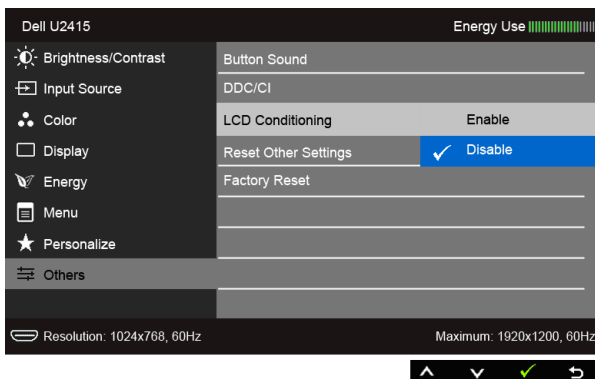 Dell U2415 Energy Use
Brightness/Contrast Button Sound
Input Source DDC/CI
Color LCD Conditioning Enable
Display Reset Other Settings Disable
Energy Factory Reset
Menu
Personalize
Others
Resolution: 1024x768, 60Hz Maximum: 1920x1200, 60Hz